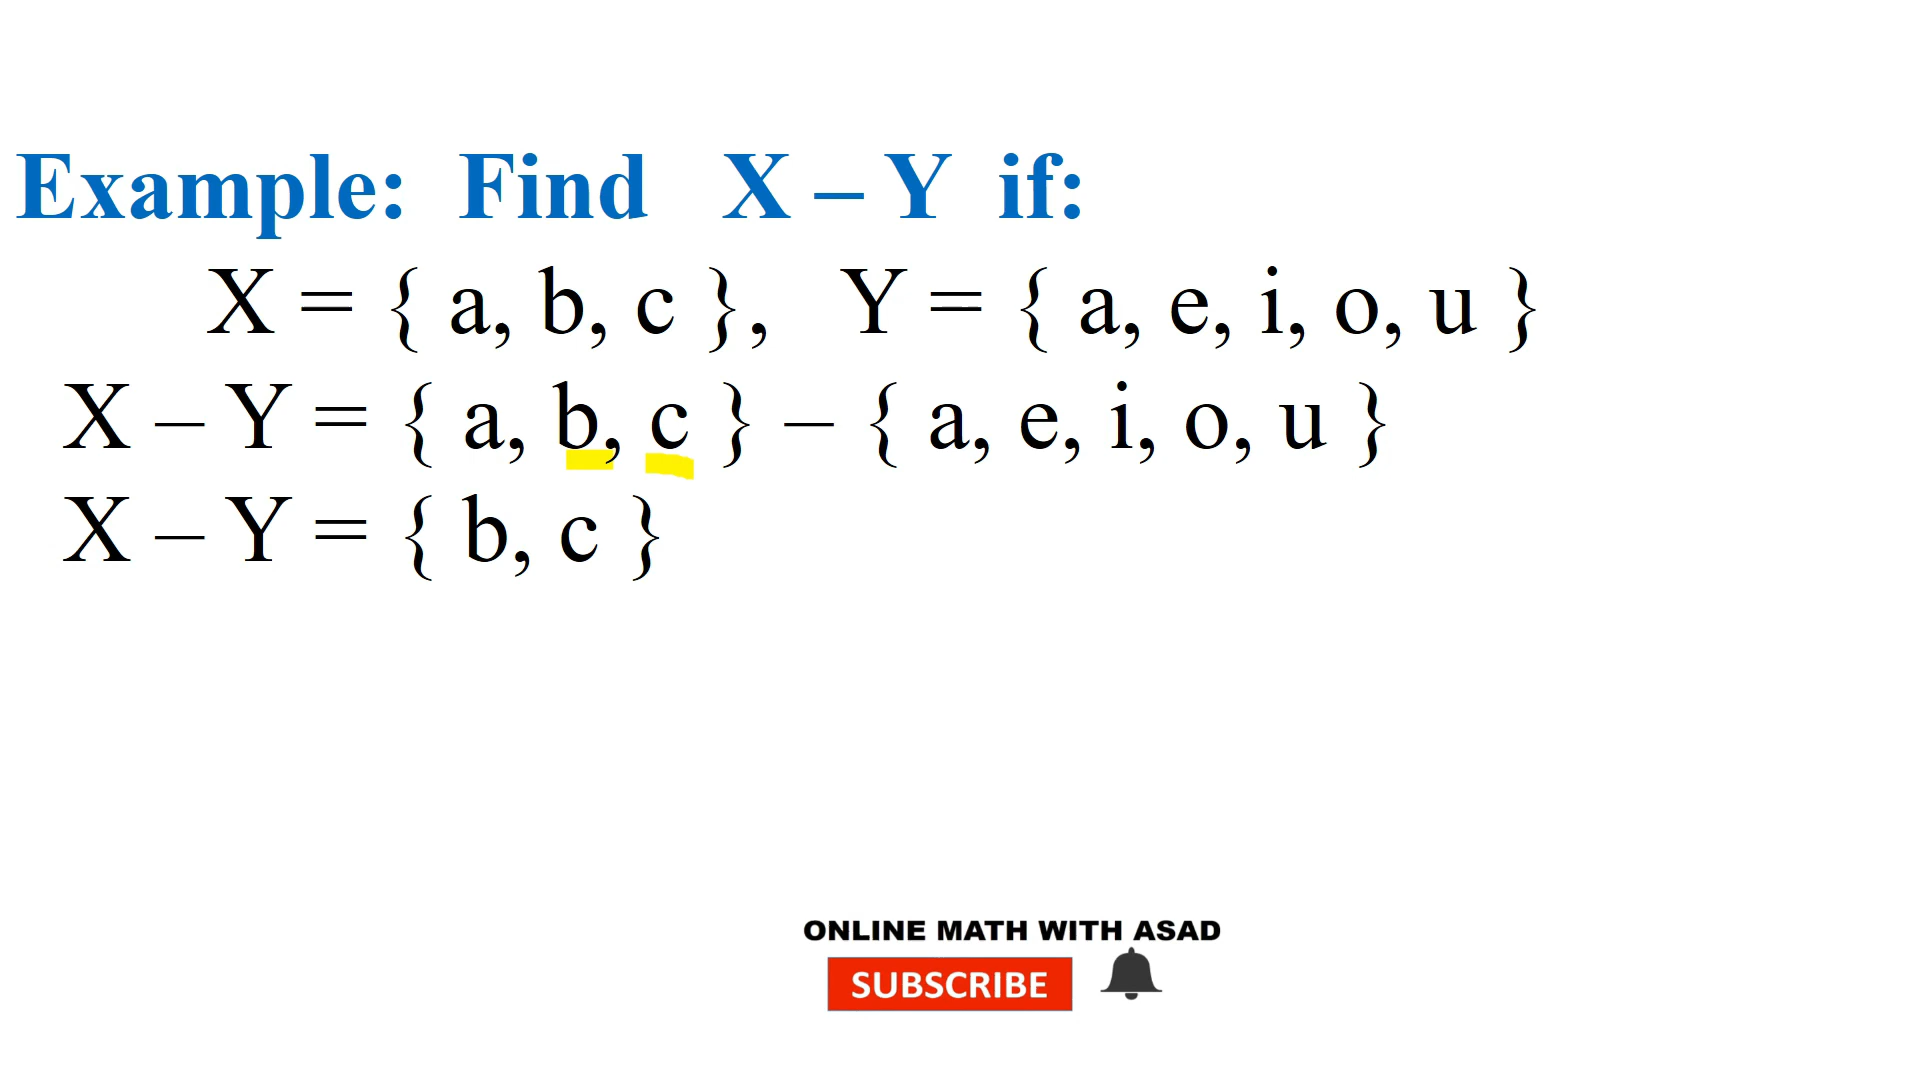 Example: Find X – Y if:
X = { a, b, c }, Y = { a, e, i, o, u }
X – Y = { a, b, c } – { a, e, i, o, u }
X – Y = { b, c }
ONLINE MATH WITH ASAD
SUBSCRIBE